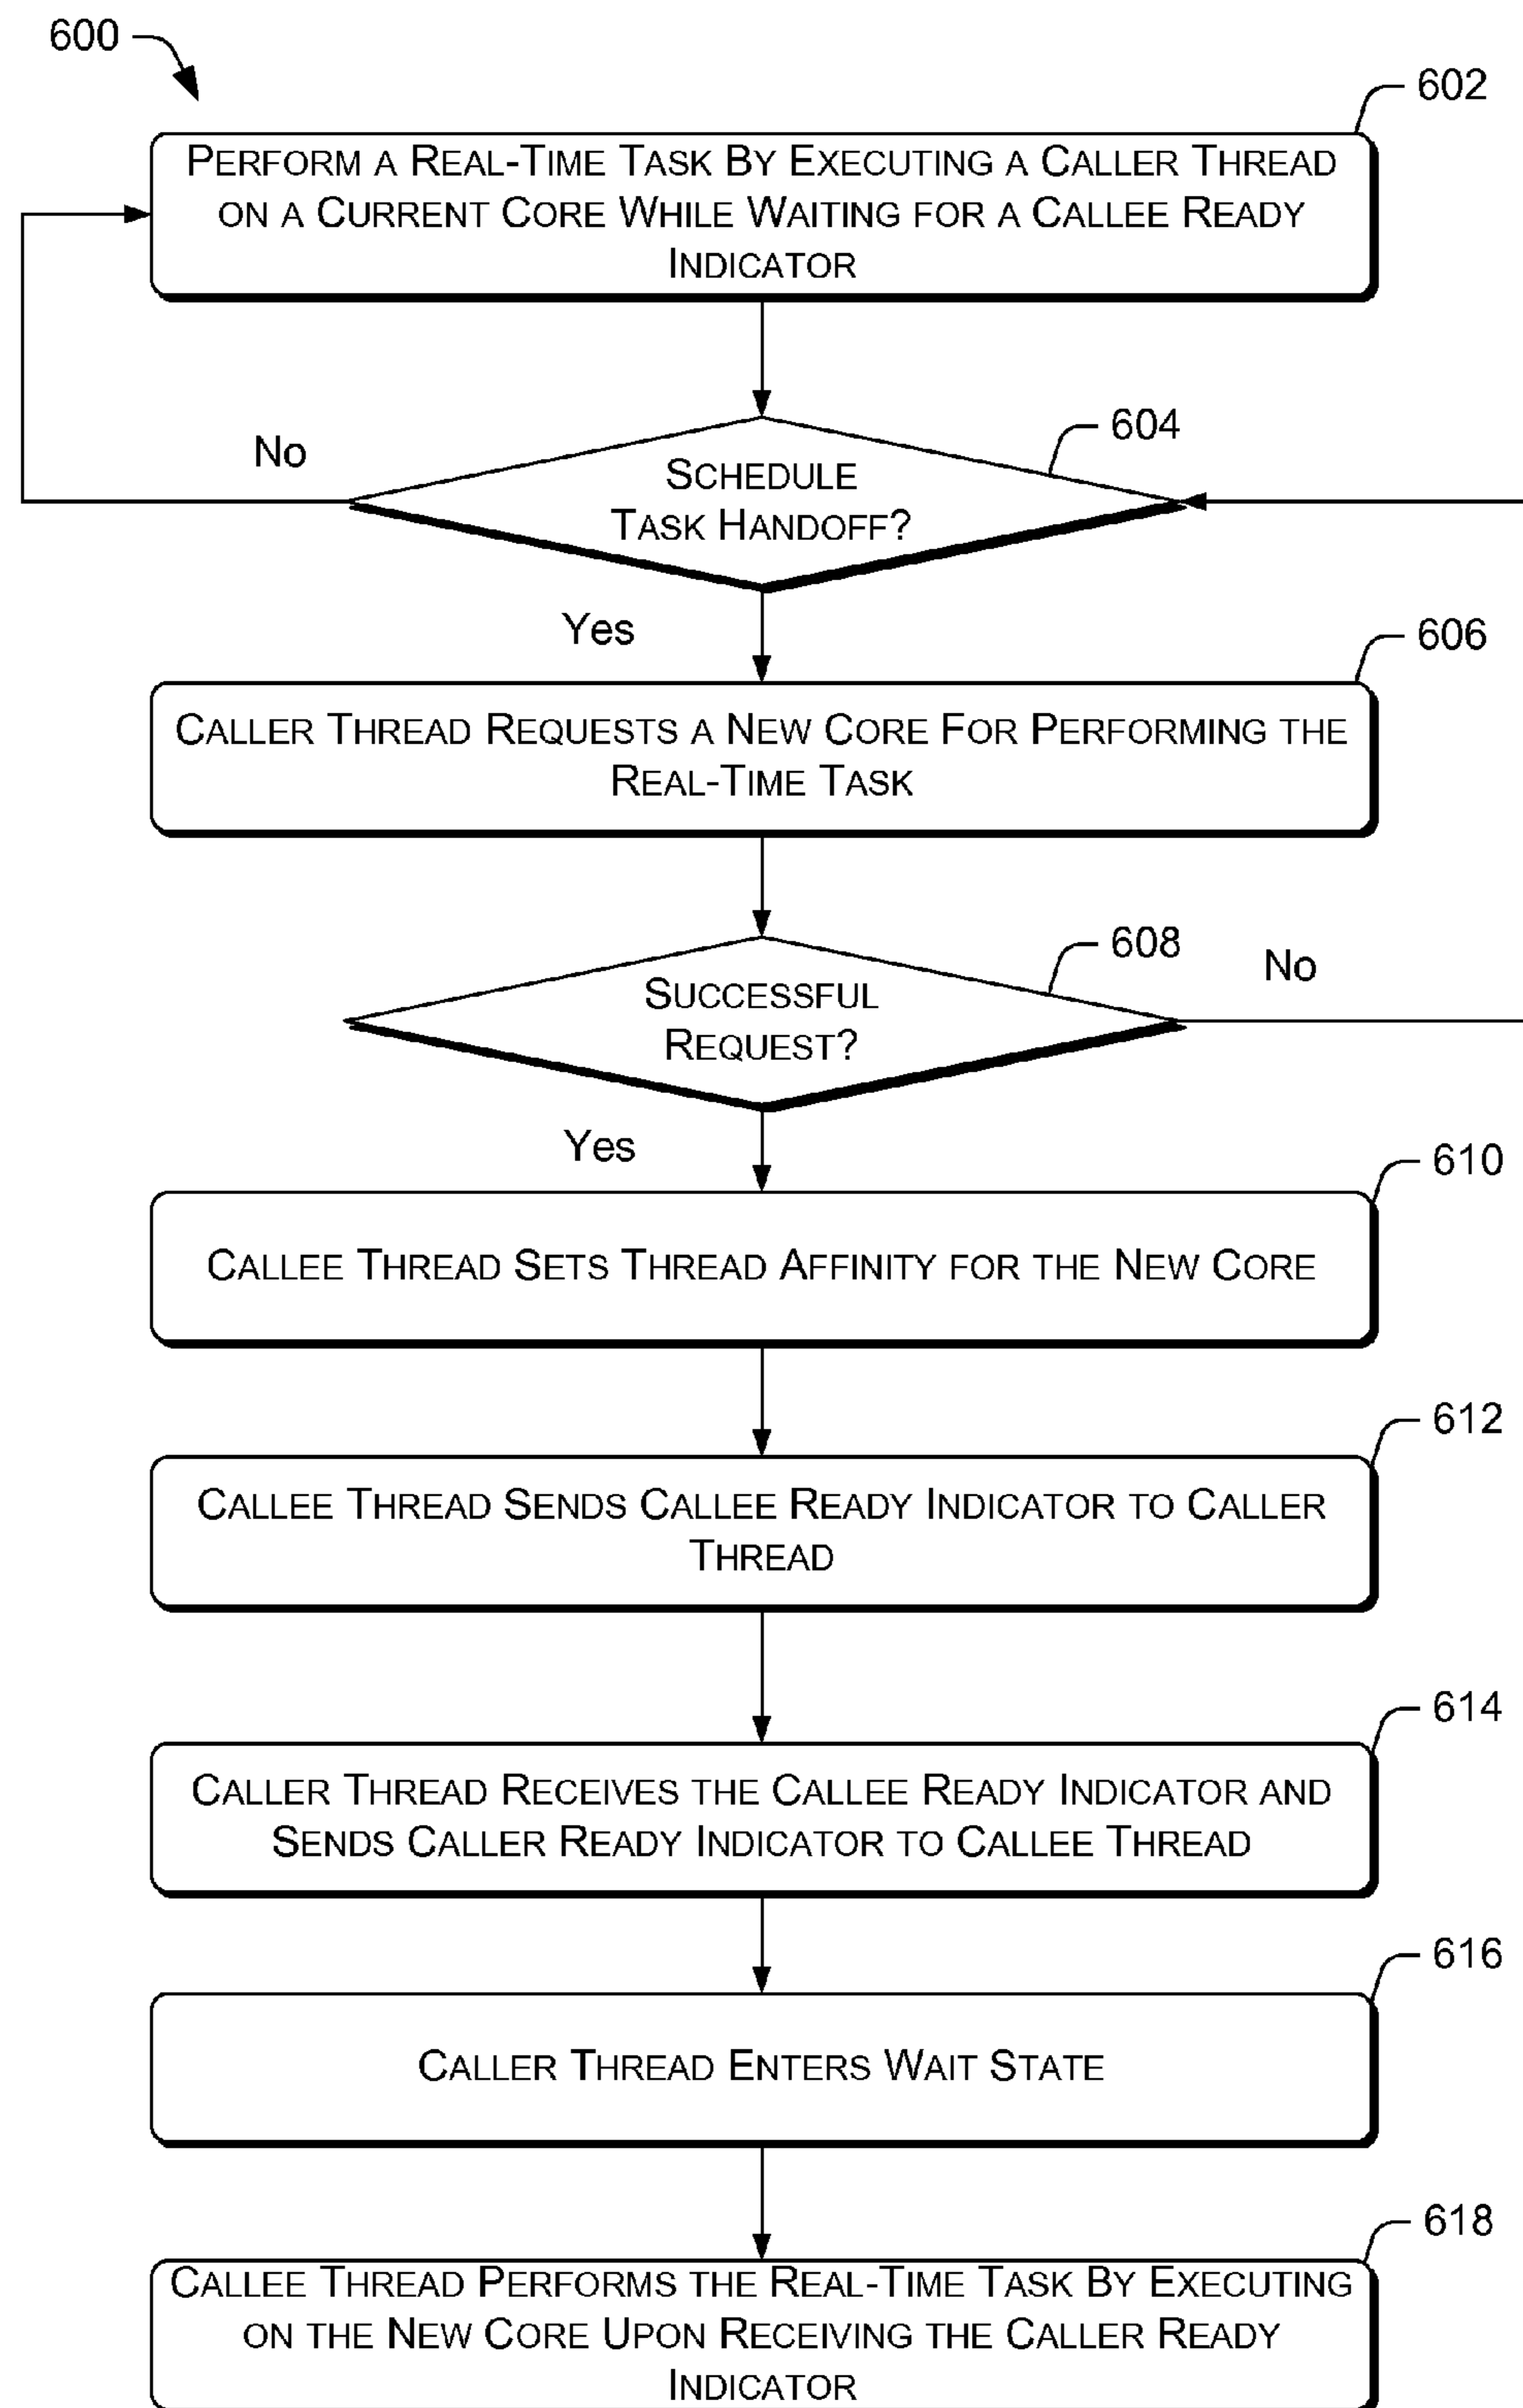 600
602
PERFORM A REAL-TIME TASK BY EXECUTING A CALLER THREAD
ON A CURRENT CORE WHILE WAITING FOR A CALLEE READY
INDICATOR
604
No
SCHEDULE
TASK HANDOFF?
Yes
606
CALLER THREAD REQUESTS A NEW CORE FOR PERFORMING THE
REAL-TIME TASK
608
No
SUCCESSFUL
REQUEST?
Yes
610
CALLEE THREAD SETS THREAD AFFINITY FOR THE NEW CORE
612
CALLEE THREAD SENDS CALLEE READY INDICATOR TO CALLER
THREAD
614
CALLER THREAD RECEIVES THE CALLEE READY INDICATOR AND
SENDS CALLER READY INDICATOR TO CALLEE THREAD
616
CALLER THREAD ENTERS WAIT STATE
618
CALLEE THREAD PERFORMS THE REAL-TIME TASK BY EXECUTING
ON THE NEW CORE UPON RECEIVING THE CALLER READY
INDICATOR